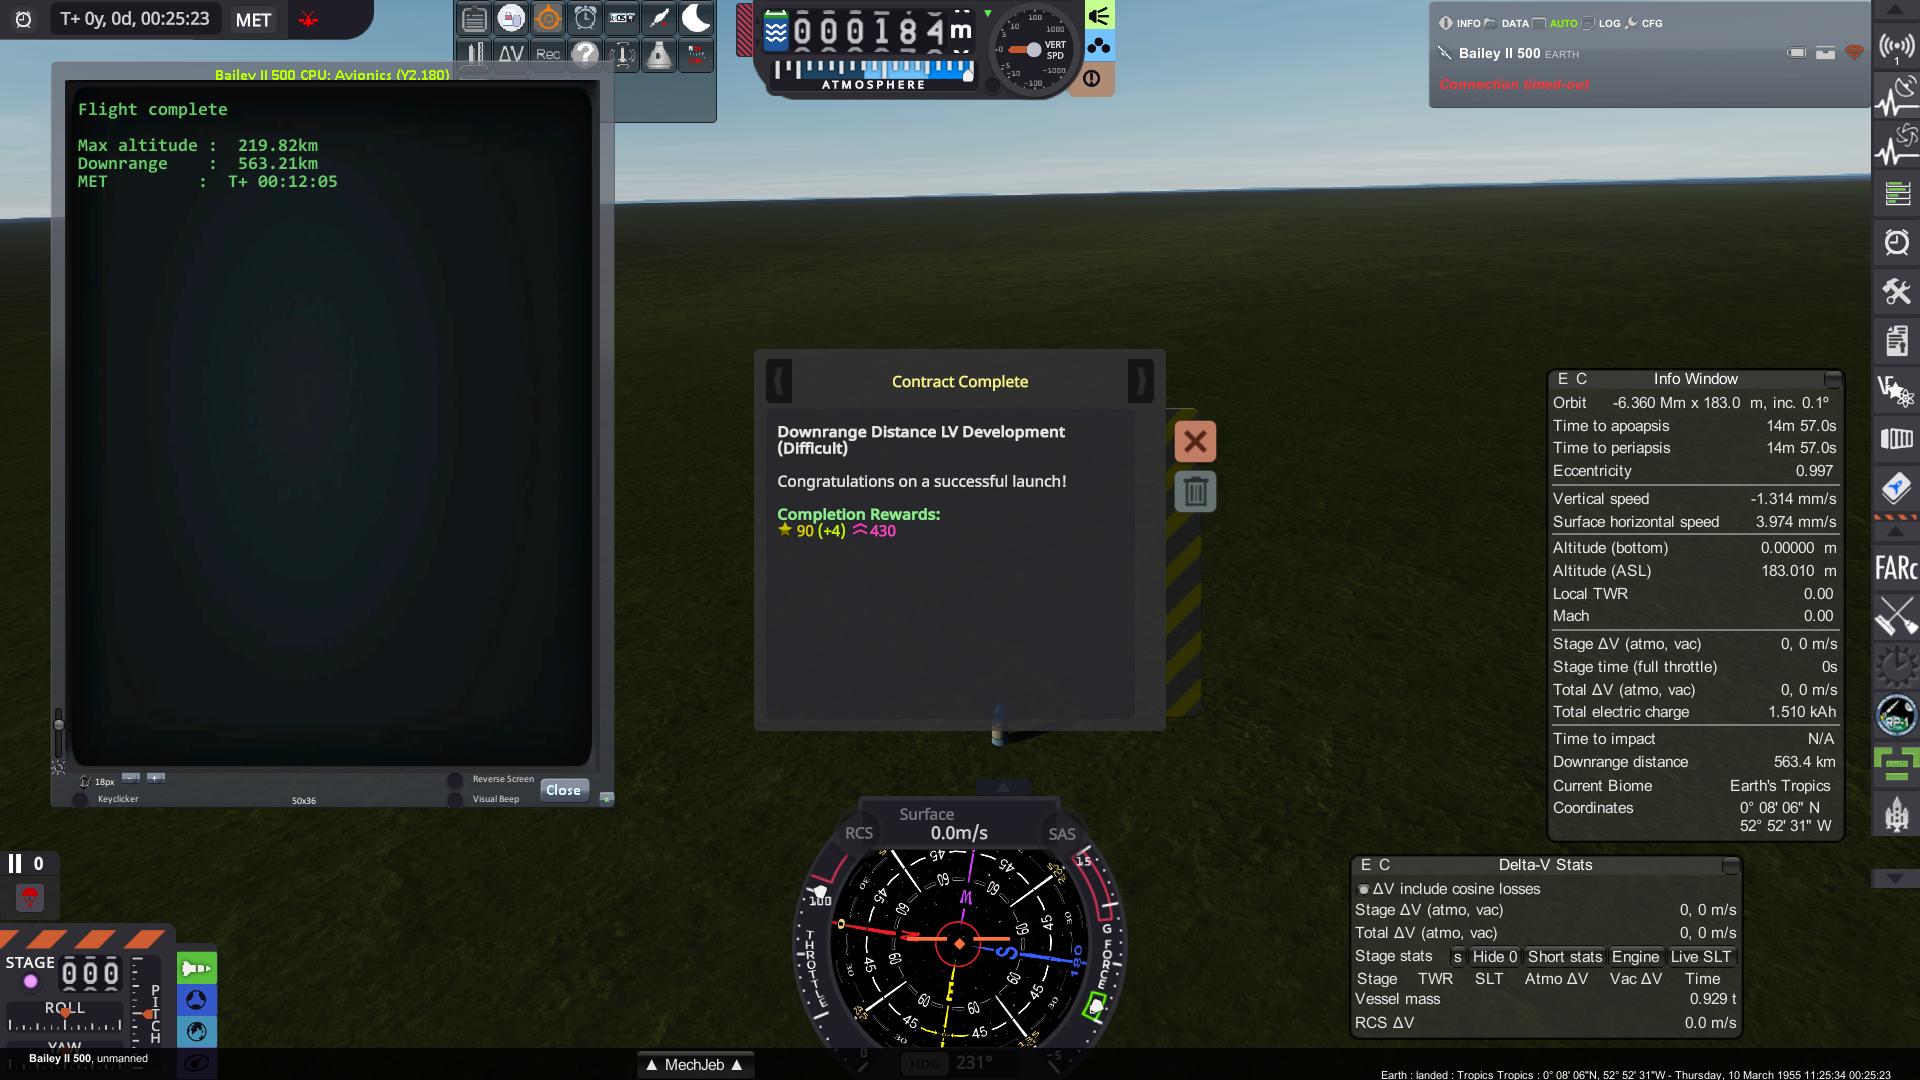 T+ 0y, 0d, 00:25:23
MET
ΔV
Rec
?
000184 m
ATMOSPHERE
VERT
SPD
INFO DATA AUTO LOG CFG
Bailey II 500 EARTH
Connection timed-out
1
Bailey II 500 CPU: Avionics (Y2.180)
Flight complete
Max altitude : 219.82km
Downrange : 563.21km
MET : T+ 00:12:05
18px
Keyclicker
50x36
Reverse Screen
Visual Beep
Close
Contract Complete
Downrange Distance LV Development
(Difficult)
Congratulations on a successful launch!
Completion Rewards:
90 (+4) 430
E C Info Window
Orbit -6.360 Mm x 183.0 m, inc. 0.1º
Time to apoapsis 14m 57.0s
Time to periapsis 14m 57.0s
Eccentricity 0.997
Vertical speed -1.314 mm/s
Surface horizontal speed 3.974 mm/s
Altitude (bottom) 0.00000 m
Altitude (ASL) 183.010 m
Local TWR 0.00
Mach 0.00
Stage ΔV (atmo, vac) 0, 0 m/s
Stage time (full throttle) 0s
Total ΔV (atmo, vac) 0, 0 m/s
Total electric charge 1.510 kAh
Time to impact N/A
Downrange distance 563.4 km
Current Biome Earth's Tropics
Coordinates 0° 08' 06" N
52° 52' 31" W
FARc
E C Delta-V Stats
ΔV include cosine losses
Stage ΔV (atmo, vac) 0, 0 m/s
Total ΔV (atmo, vac) 0, 0 m/s
Stage stats s Hide 0 Short stats Engine Live SLT
Stage TWR SLT Atmo ΔV Vac ΔV Time
Vessel mass 0.929 t
RCS ΔV 0.0 m/s
Surface
RCS 0.0m/s SAS
THROTTLE
G FORCE
100
15
HDG 231°
0
STAGE 000
ROLL
PITCH
YAW
Bailey II 500, unmanned
▲ MechJeb ▲
Earth : landed : Tropics Tropics : 0° 08' 06"N, 52° 52' 31"W - Thursday, 10 March 1955 11:25:34 00:25:23